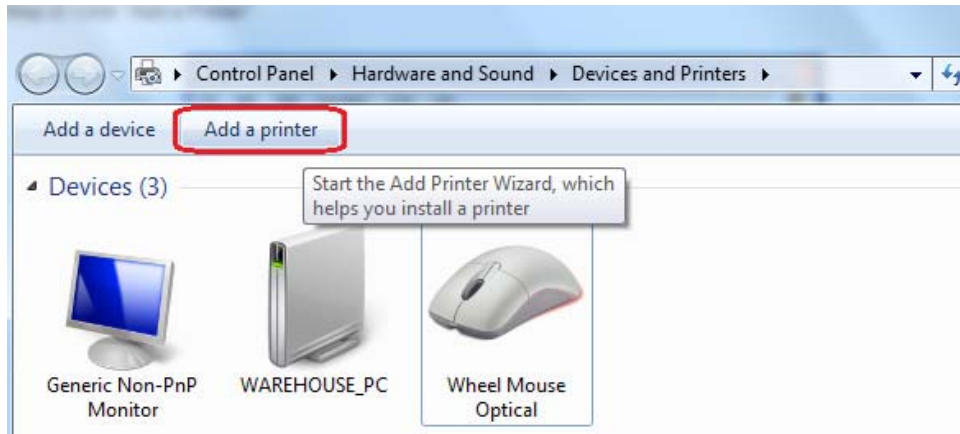 Control Panel ▸ Hardware and Sound ▸ Devices and Printers ▸
Add a device Add a printer
Devices (3)
Start the Add Printer Wizard, which
helps you install a printer
Generic Non-PnP
Monitor
WAREHOUSE_PC
Wheel Mouse
Optical